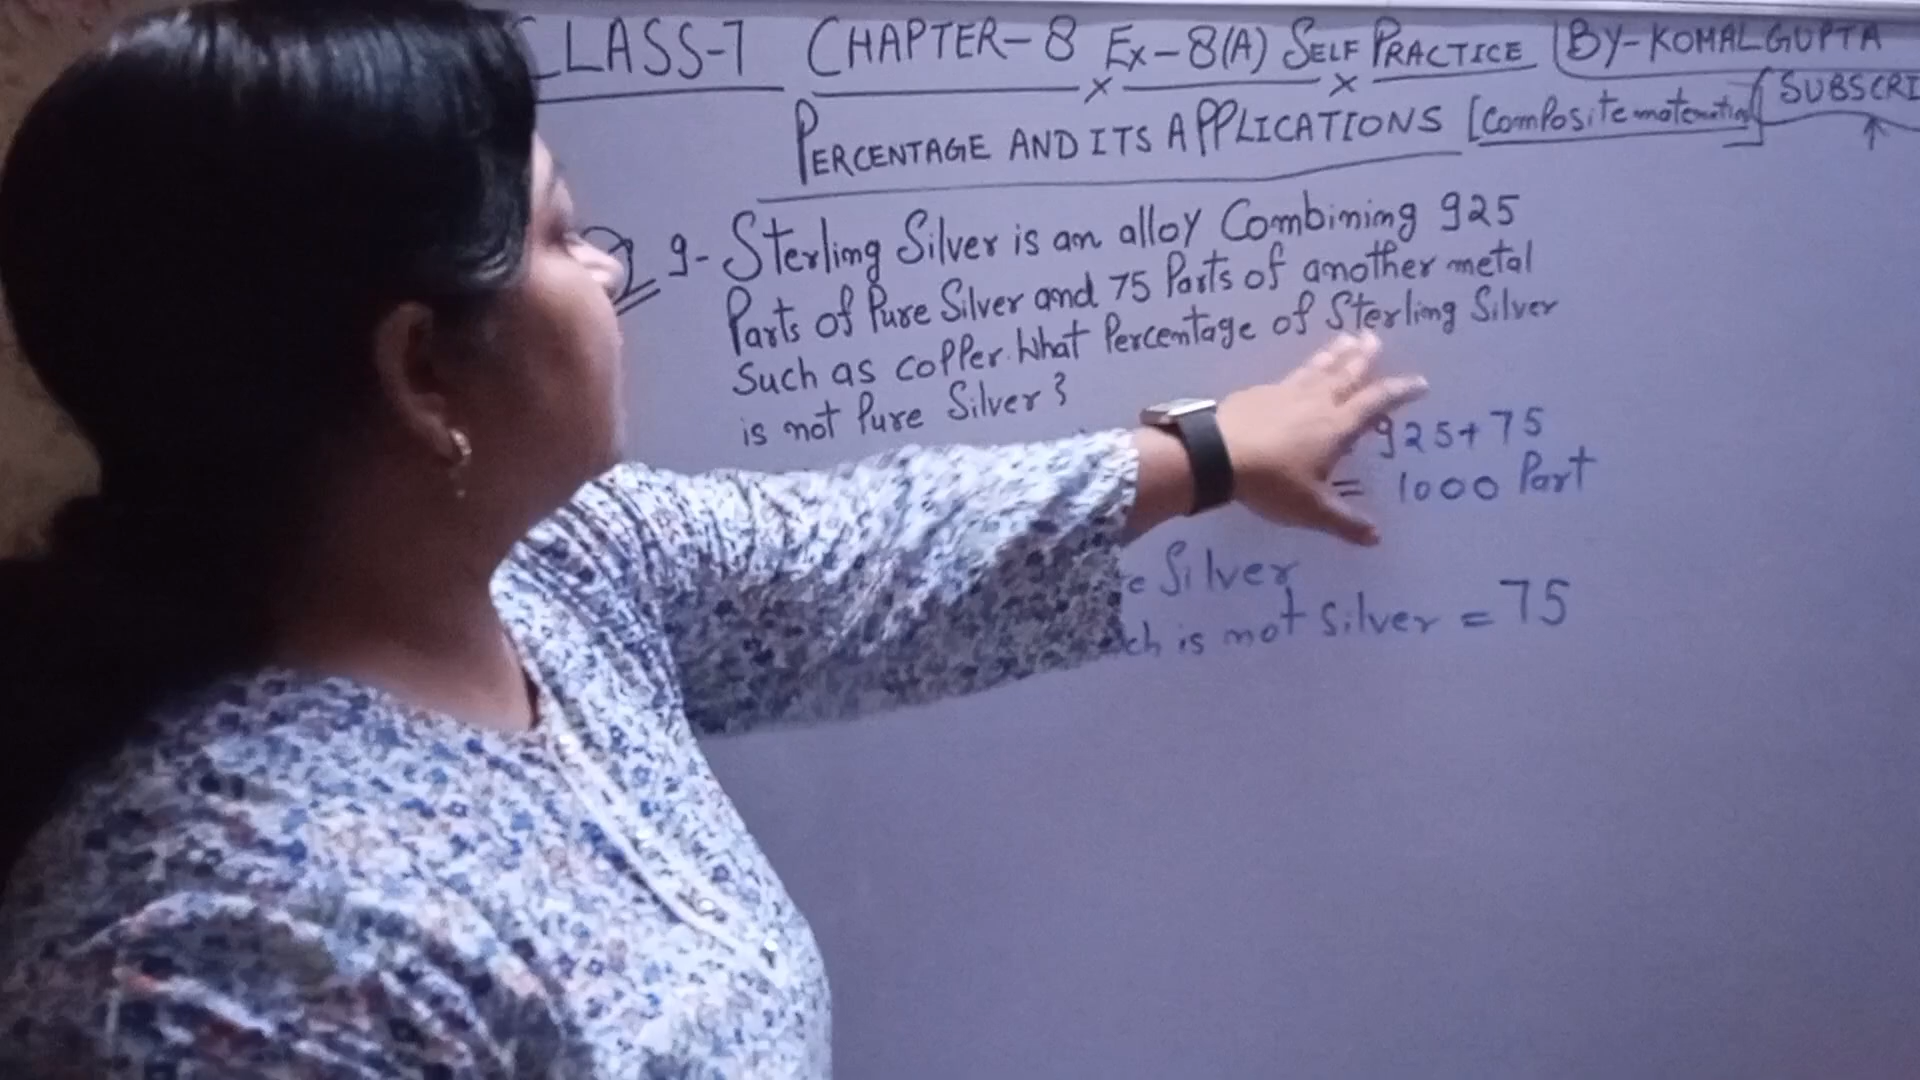 CLASS-7 CHAPTER-8 EX-8(A) SELF PRACTICE BY-KOMAL GUPTA
PERCENTAGE AND ITS APPLICATIONS [Composite matematics] SUBSCRI
Q 9- Sterling Silver is an alloy Combining 925
Parts of Pure Silver and 75 Parts of another metal
Such as copper. What Percentage of Sterling Silver
is not Pure Silver?
925+75
= 1000 Part
Silver
is not Silver = 75